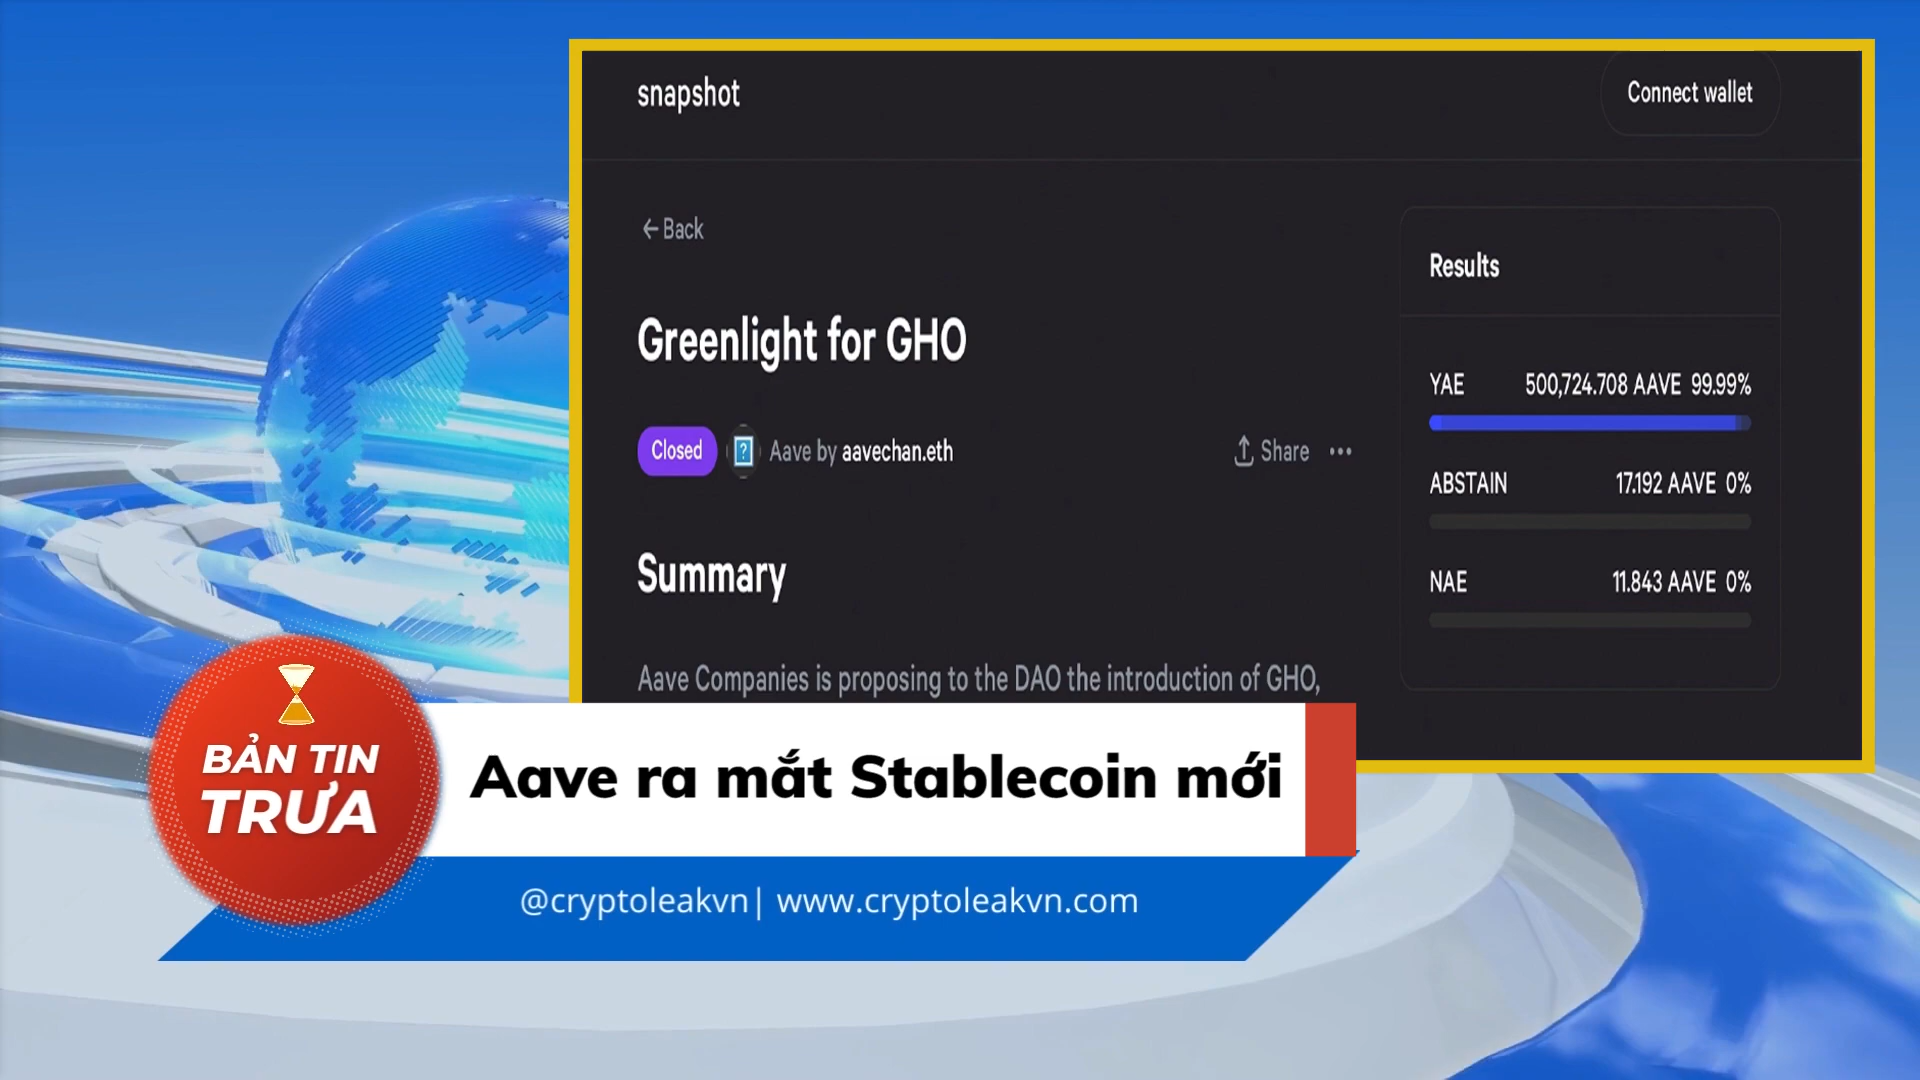 snapshot
Connect wallet
← Back
Greenlight for GHO
Closed
Aave by aavechan.eth
Share
Summary
Aave Companies is proposing to the DAO the introduction of GHO,
Results
YAE 500,724.708 AAVE 99.99%
ABSTAIN 17.192 AAVE 0%
NAE 11.843 AAVE 0%
BẢN TIN
TRƯA
Aave ra mắt Stablecoin mới
@cryptoleakvn| www.cryptoleakvn.com